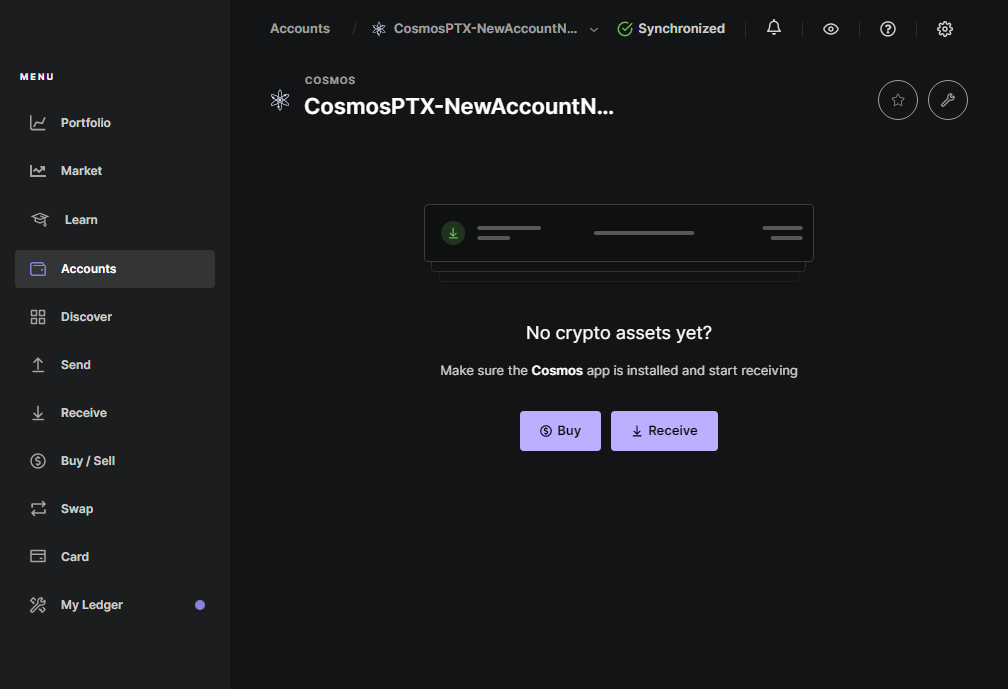 Accounts / CosmosPTX-NewAccountN... Synchronized
MENU
COSMOS
CosmosPTX-NewAccountN...
Portfolio
Market
Learn
Accounts
Discover
Send
Receive
Buy / Sell
Swap
Card
My Ledger
No crypto assets yet?
Make sure the Cosmos app is installed and start receiving
Buy
Receive